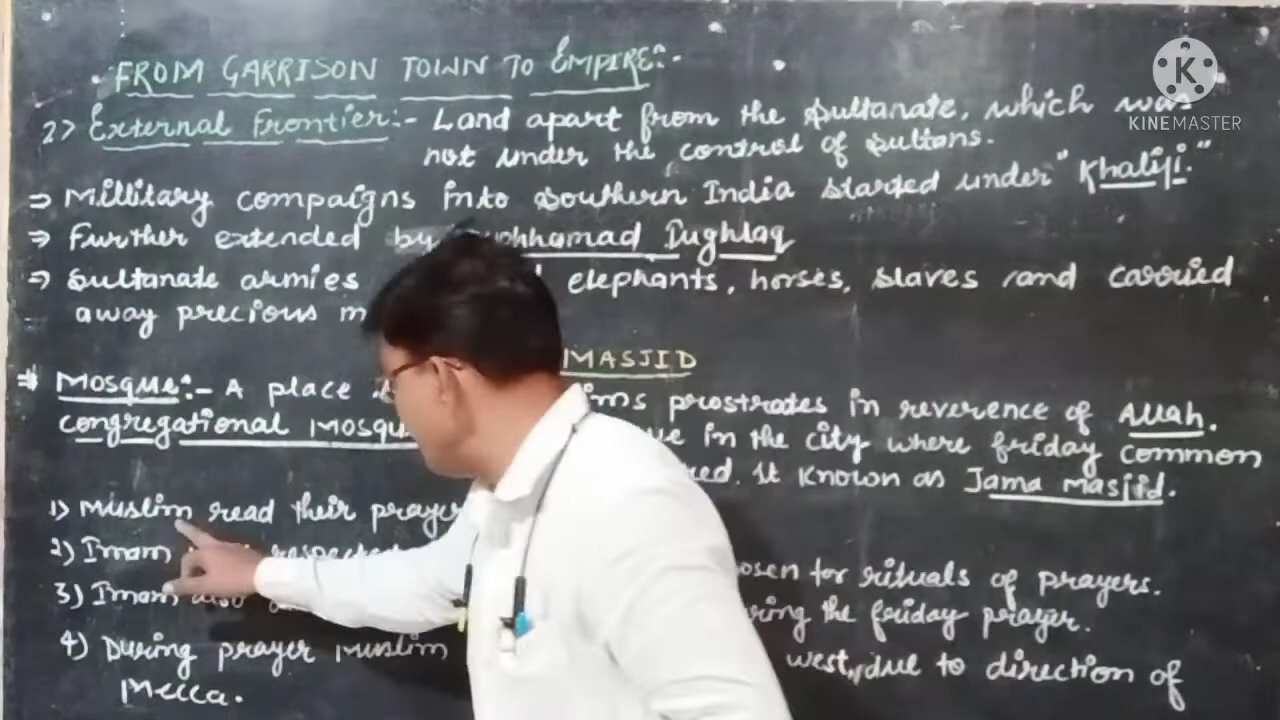 FROM GARRISON TOWN TO EMPIRE:-
KINEMASTER
2) External Frontier:- Land apart from the Sultanate, which was
not under the control of Sultans.
⇒ Millitary compaigns into Southern India started under "Khaliji."
⇒ Further extended by Tughlaq
⇒ Sultanate armies elephants, horses, slaves and carried
away precious
MASJID
⇒ Mosque:- A place prostrates in reverence of Allah.
congregational in the city where friday common
It known as Jama Masjid.
1) Muslim read their
2) Imam respected for rituals of prayers.
3) Imam also the friday prayer.
4) During prayer Muslim west, due to direction of
Mecca.